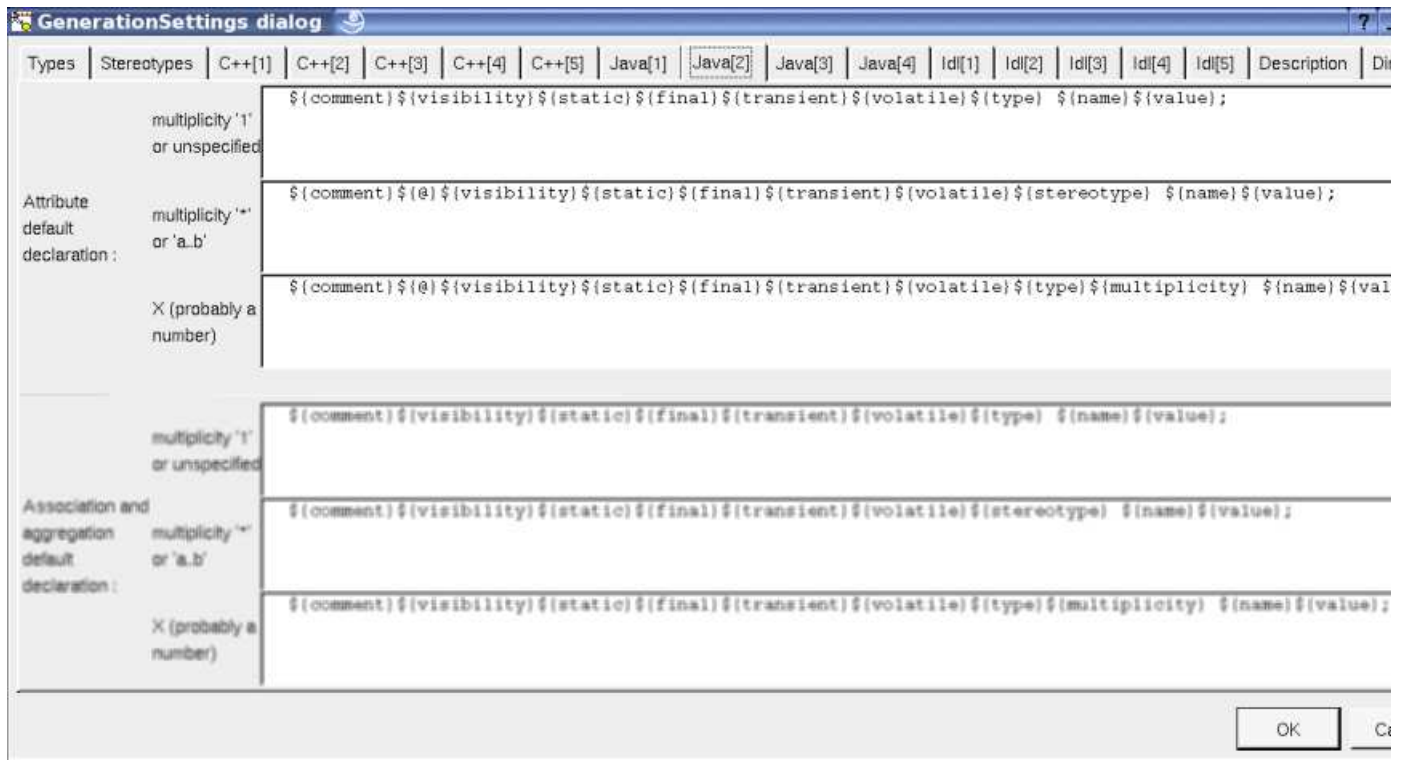 GenerationSettings dialog ?
Types Stereotypes C++[1] C++[2] C++[3] C++[4] C++[5] Java[1] Java[2] Java[3] Java[4] Idl[1] Idl[2] Idl[3] Idl[4] Idl[5] Description
Attribute
default
declaration :
multiplicity '1'
or unspecified
${comment}${visibility}${static}${final}${transient}${volatile}${type} ${name}${value};
multiplicity '*'
or 'a..b'
${comment}${@}${visibility}${static}${final}${transient}${volatile}${stereotype} ${name}${value};
X (probably a
number)
${comment}${@}${visibility}${static}${final}${transient}${volatile}${type}${multiplicity} ${name}${val
Association and
aggregation
default
declaration :
multiplicity '1'
or unspecified
${comment}${visibility}${static}${final}${transient}${volatile}${type} ${name}${value};
multiplicity '*'
or 'a..b'
${comment}${visibility}${static}${final}${transient}${volatile}${stereotype} ${name}${value};
X (probably a
number)
${comment}${visibility}${static}${final}${transient}${volatile}${type}${multiplicity} ${name}${value};
OK